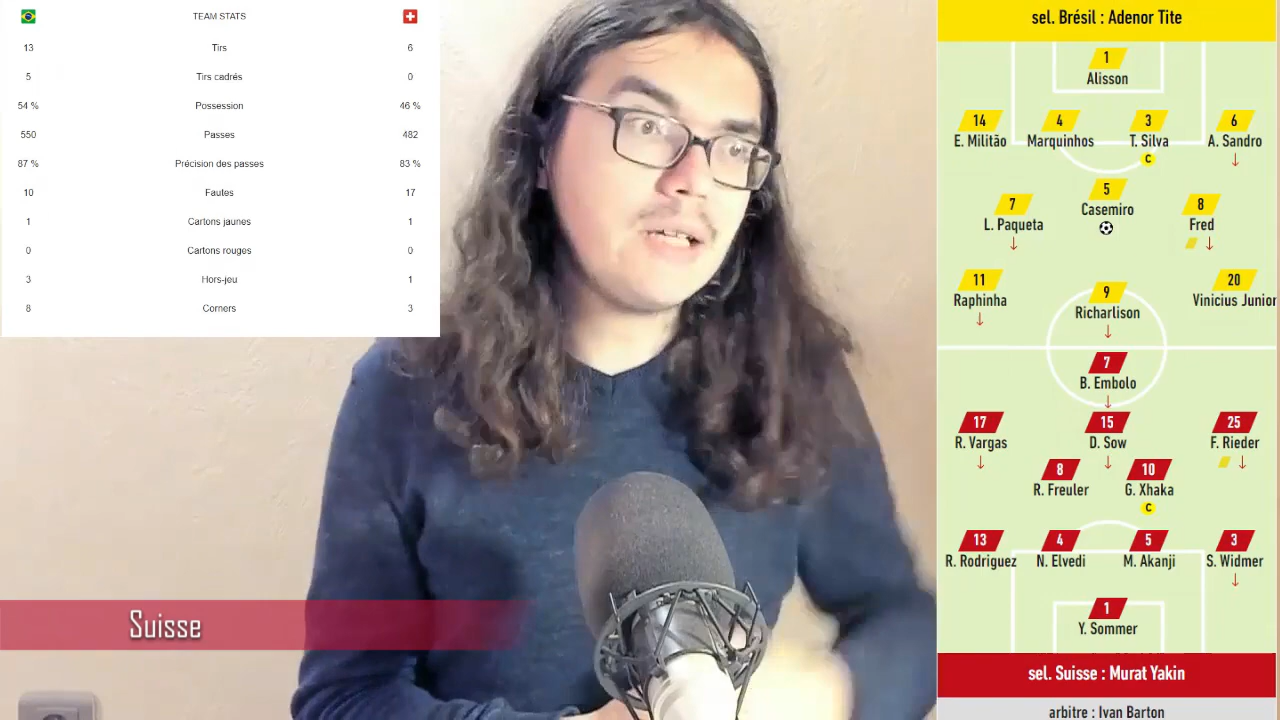 TEAM STATS
13 Tirs 6
5 Tirs cadrés 0
54 % Possession 46 %
550 Passes 482
87 % Précision des passes 83 %
10 Fautes 17
1 Cartons jaunes 1
0 Cartons rouges 0
3 Hors-jeu 1
8 Corners 3
Suisse
sel. Brésil : Adenor Tite
1
Alisson
14 4 3 6
E. Militão Marquinhos T. Silva A. Sandro
C
5
Casemiro
7 8
L. Paqueta Fred
11 9 20
Raphinha Richarlison Vinicius Junior
7
B. Embolo
17 15 25
R. Vargas D. Sow F. Rieder
8 10
R. Freuler G. Xhaka
C
13 4 5 3
R. Rodriguez N. Elvedi M. Akanji S. Widmer
1
Y. Sommer
sel. Suisse : Murat Yakin
arbitre : Ivan Barton